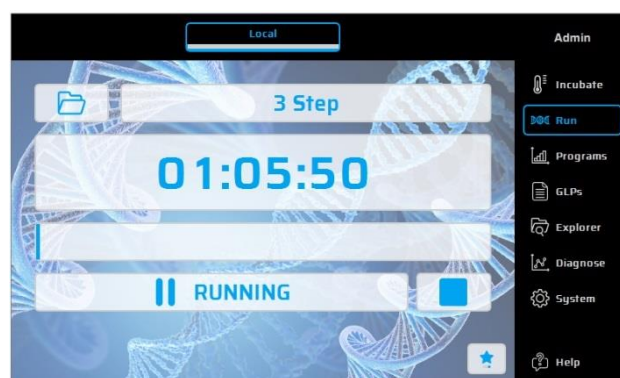 Local
Admin
3 Step
01:05:50
RUNNING
Incubate
Run
Programs
GLPs
Explorer
Diagnose
System
Help